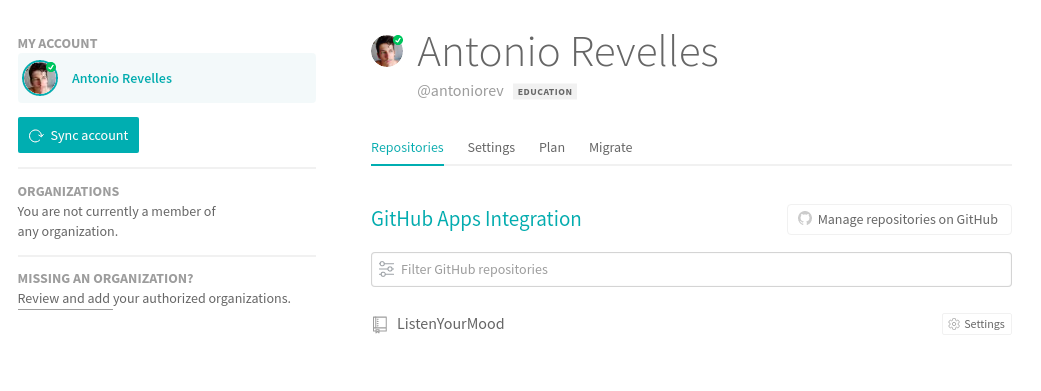 MY ACCOUNT
Antonio Revelles
Sync account
ORGANIZATIONS
You are not currently a member of
any organization.
MISSING AN ORGANIZATION?
Review and add your authorized organizations.
Antonio Revelles
@antoniorev EDUCATION
Repositories Settings Plan Migrate
GitHub Apps Integration
Manage repositories on GitHub
Filter GitHub repositories
ListenYourMood
Settings